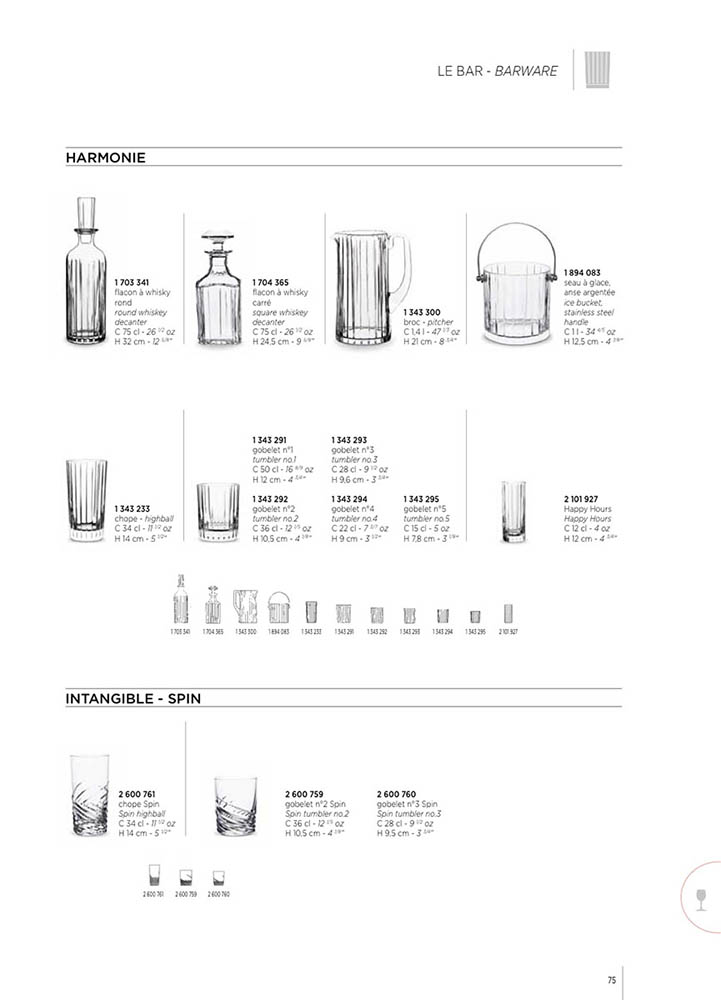 LE BAR - BARWARE
HARMONIE
1 703 341
flacon à whisky
rond
round whiskey
decanter
C 75 cl - 26 1/2 oz
H 32 cm - 12 5/8"
1 704 365
flacon à whisky
carré
square whiskey
decanter
C 75 cl - 26 1/2 oz
H 24,5 cm - 9 5/8"
1 343 300
broc - pitcher
C 1,4 l - 47 1/3 oz
H 21 cm - 8 1/4"
1 894 083
seau à glace,
anse argentée
ice bucket,
stainless steel
handle
C 1 l - 34 4/5 oz
H 12,5 cm - 4 7/8"
1 343 233
chope - highball
C 34 cl - 11 1/2 oz
H 14 cm - 5 1/2"
1 343 291
gobelet n°1
tumbler no.1
C 50 cl - 16 8/9 oz
H 12 cm - 4 3/4"
1 343 292
gobelet n°2
tumbler no.2
C 36 cl - 12 1/5 oz
H 10,5 cm - 4 1/8"
1 343 293
gobelet n°3
tumbler no.3
C 28 cl - 9 1/2 oz
H 9,6 cm - 3 3/4"
1 343 294
gobelet n°4
tumbler no.4
C 22 cl - 7 oz
H 9 cm - 3 1/2"
1 343 295
gobelet n°5
tumbler no.5
C 15 cl - 5 oz
H 7,8 cm - 3 1/8"
2 101 927
Happy Hours
Happy Hours
C 12 cl - 4 oz
H 12 cm - 4 3/4"
1 703 341
1 704 365
1 343 300
1 894 083
1 343 233
1 343 291
1 343 292
1 343 293
1 343 294
1 343 295
2 101 927
INTANGIBLE - SPIN
2 600 761
chope Spin
Spin highball
C 34 cl - 11 1/2 oz
H 14 cm - 5 1/2"
2 600 759
gobelet n°2 Spin
Spin tumbler no.2
C 36 cl - 12 1/5 oz
H 10,5 cm - 4 1/8"
2 600 760
gobelet n°3 Spin
Spin tumbler no.3
C 28 cl - 9 1/2 oz
H 9,5 cm - 3 3/4"
2 600 761
2 600 759
2 600 760
75